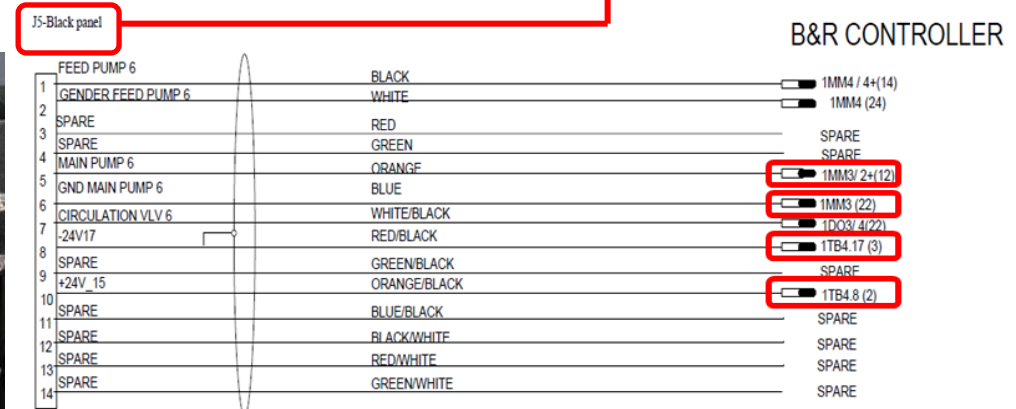 J5-Black panel
B&R CONTROLLER
FEED PUMP 6 BLACK 1MM4 / 4+(14)
1
GENDER FEED PUMP 6 WHITE 1MM4 (24)
2
SPARE RED SPARE
3
SPARE GREEN SPARE
4
MAIN PUMP 6 ORANGE 1MM3/ 2+(12)
5
GND MAIN PUMP 6 BLUE 1MM3 (22)
6
CIRCULATION VLV 6 WHITE/BLACK 1DO3/ 4(22)
7
-24V17 RED/BLACK 1TB4.17 (3)
8
SPARE GREEN/BLACK SPARE
9
+24V_15 ORANGE/BLACK 1TB4.8 (2)
10
SPARE BLUE/BLACK SPARE
11
SPARE BLACK/WHITE SPARE
12
SPARE RED/WHITE SPARE
13
SPARE GREEN/WHITE SPARE
14